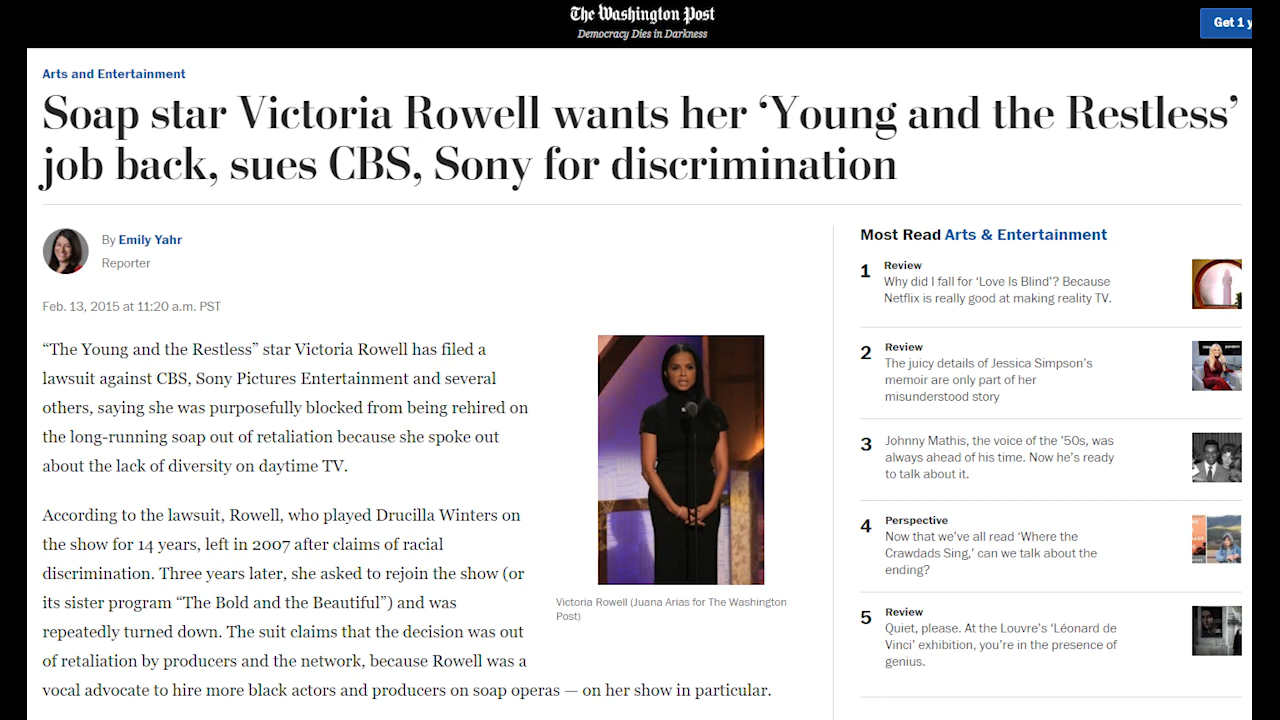 The Washington Post
Democracy Dies in Darkness
Get 1 y
Arts and Entertainment
Soap star Victoria Rowell wants her ‘Young and the Restless’
job back, sues CBS, Sony for discrimination
By Emily Yahr
Reporter
Feb. 13, 2015 at 11:20 a.m. PST
“The Young and the Restless” star Victoria Rowell has filed a
lawsuit against CBS, Sony Pictures Entertainment and several
others, saying she was purposefully blocked from being rehired on
the long-running soap out of retaliation because she spoke out
about the lack of diversity on daytime TV.
According to the lawsuit, Rowell, who played Drucilla Winters on
the show for 14 years, left in 2007 after claims of racial
discrimination. Three years later, she asked to rejoin the show (or
its sister program “The Bold and the Beautiful”) and was
repeatedly turned down. The suit claims that the decision was out
of retaliation by producers and the network, because Rowell was a
vocal advocate to hire more black actors and producers on soap operas — on her show in particular.
Victoria Rowell (Juana Arias for The Washington
Post)
Most Read Arts & Entertainment
1 Review
Why did I fall for ‘Love Is Blind’? Because
Netflix is really good at making reality TV.
2 Review
The juicy details of Jessica Simpson’s
memoir are only part of her
misunderstood story
3 Johnny Mathis, the voice of the ’50s, was
always ahead of his time. Now he’s ready
to talk about it.
4 Perspective
Now that we’ve all read ‘Where the
Crawdads Sing,’ can we talk about the
ending?
5 Review
Quiet, please. At the Louvre’s ‘Léonard de
Vinci’ exhibition, you’re in the presence of
genius.